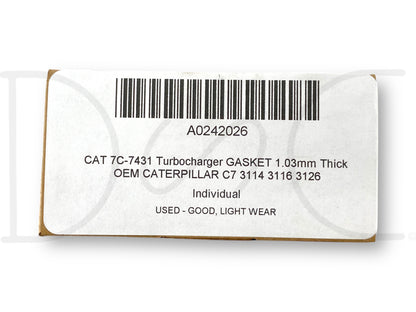 A0242026
CAT 7C-7431 Turbocharger GASKET 1.03mm Thick
OEM CATERPILLAR C7 3114 3116 3126
Individual
USED - GOOD, LIGHT WEAR